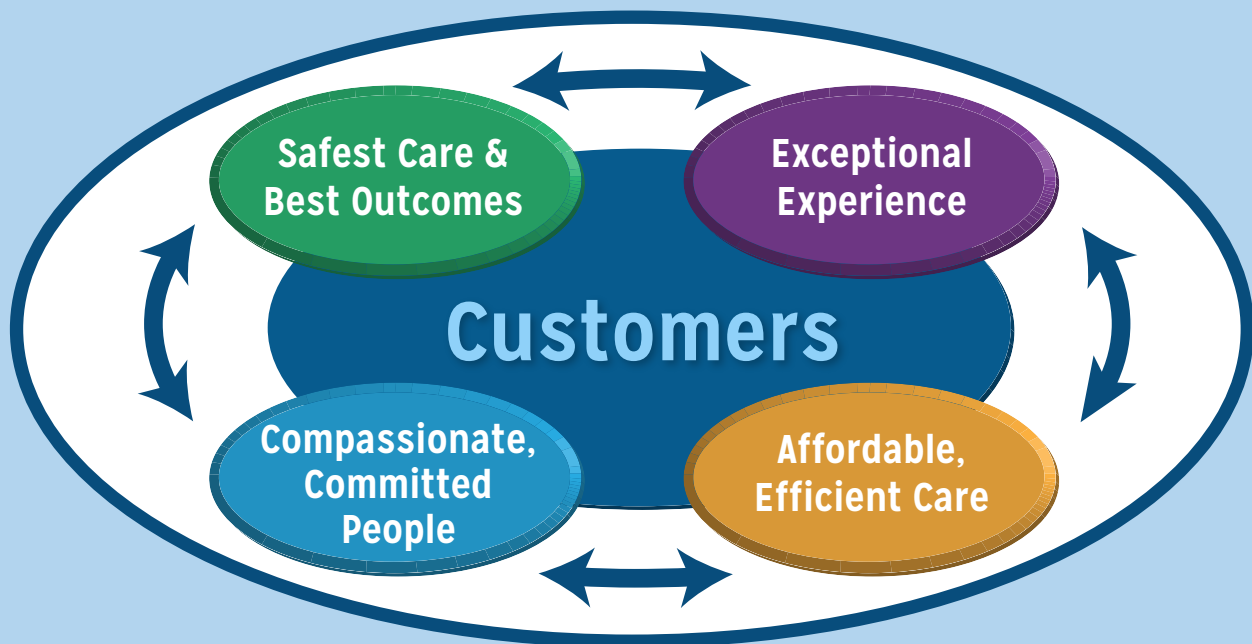 Safest Care &
Best Outcomes
Exceptional
Experience
Customers
Compassionate,
Committed
People
Affordable,
Efficient Care